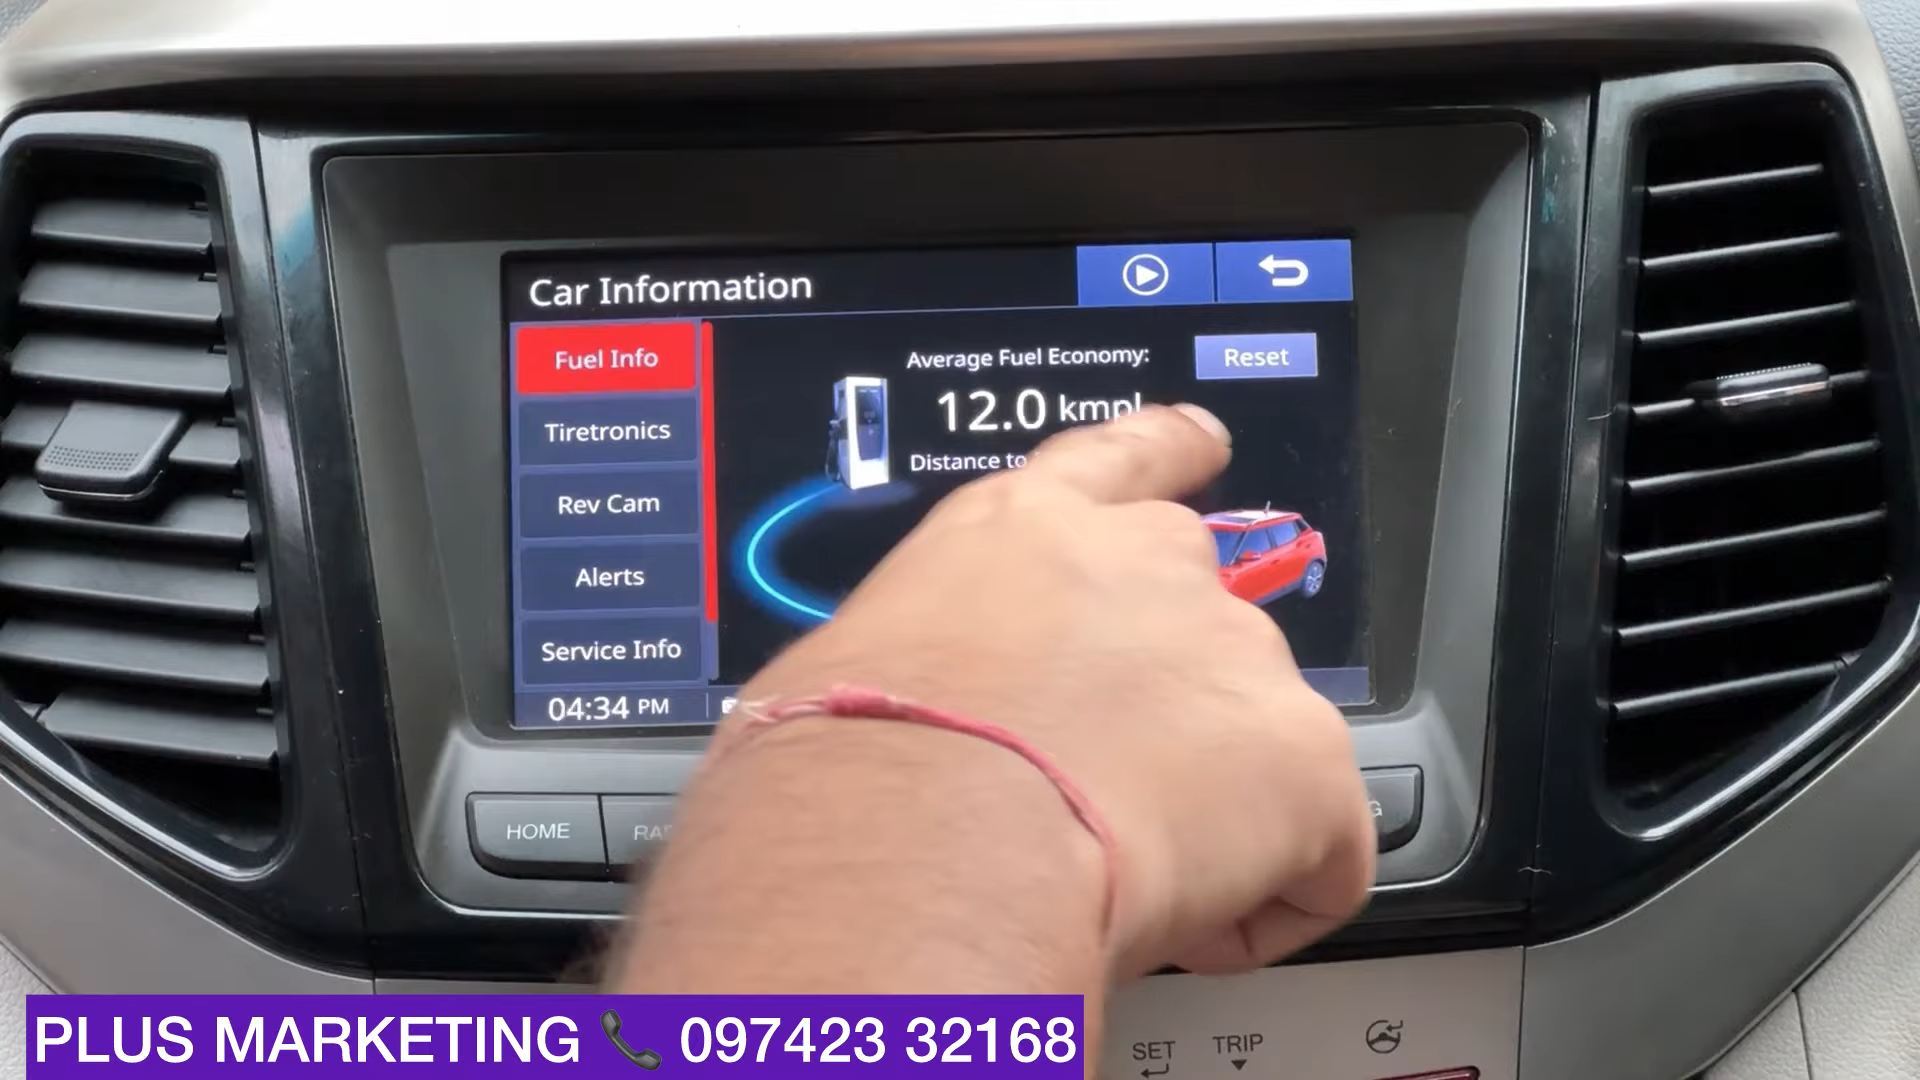 Car Information
Fuel Info
Tiretronics
Rev Cam
Alerts
Service Info
Average Fuel Economy:
Reset
12.0 kmpl
Distance to
04:34 PM
HOME
SET
TRIP
PLUS MARKETING 📞 097423 32168